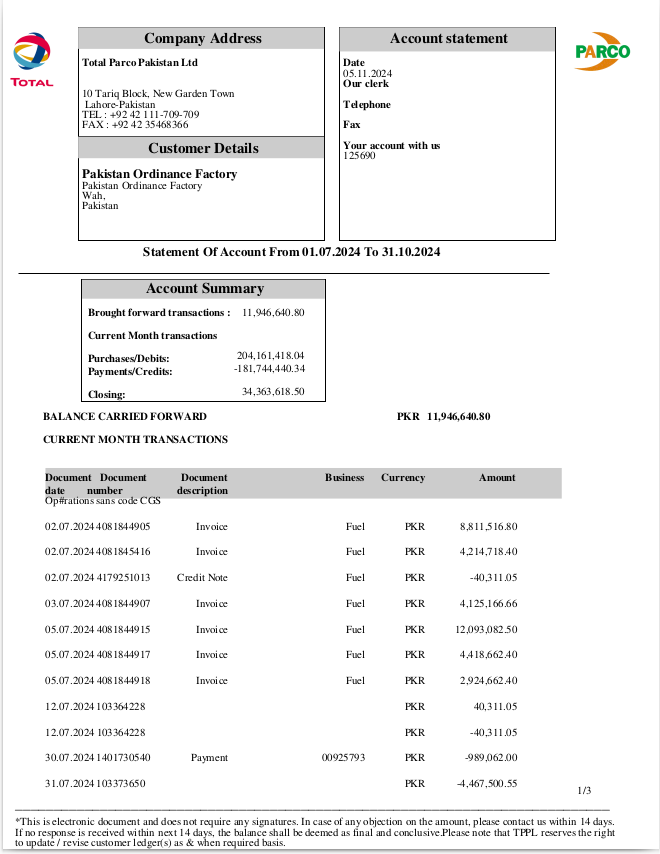 TOTAL
Company Address
Total Parco Pakistan Ltd
10 Tariq Block, New Garden Town
Lahore-Pakistan
TEL : +92 42 111-709-709
FAX : +92 42 35468366
Customer Details
Pakistan Ordinance Factory
Pakistan Ordinance Factory
Wah,
Pakistan
Account statement
Date
05.11.2024
Our clerk
Telephone
Fax
Your account with us
125690
PARCO
Statement Of Account From 01.07.2024 To 31.10.2024
Account Summary
Brought forward transactions : 11,946,640.80
Current Month transactions
Purchases/Debits: 204,161,418.04
Payments/Credits: -181,744,440.34
Closing: 34,363,618.50
BALANCE CARRIED FORWARD PKR 11,946,640.80
CURRENT MONTH TRANSACTIONS
Document Document Document Business Currency Amount
date number description
Op#rations sans code CGS
02.07.2024 4081844905 Invoice Fuel PKR 8,811,516.80
02.07.2024 4081845416 Invoice Fuel PKR 4,214,718.40
02.07.2024 4179251013 Credit Note PKR -40,311.05
03.07.2024 4081844907 Invoice Fuel PKR 4,125,166.66
05.07.2024 4081844915 Invoice Fuel PKR 12,093,082.50
05.07.2024 4081844917 Invoice Fuel PKR 4,418,662.40
05.07.2024 4081844918 Invoice Fuel PKR 2,924,662.40
12.07.2024 103364228 PKR 40,311.05
12.07.2024 103364228 PKR -40,311.05
30.07.2024 1401730540 Payment 00925793 PKR -989,062.00
31.07.2024 103373650 PKR -4,467,500.55
1/3
*This is electronic document and does not require any signatures. In case of any objection on the amount, please contact us within 14 days.
If no response is received within next 14 days, the balance shall be deemed as final and conclusive.Please note that TPPL reserves the right
to update / revise customer ledger(s) as & when required basis.